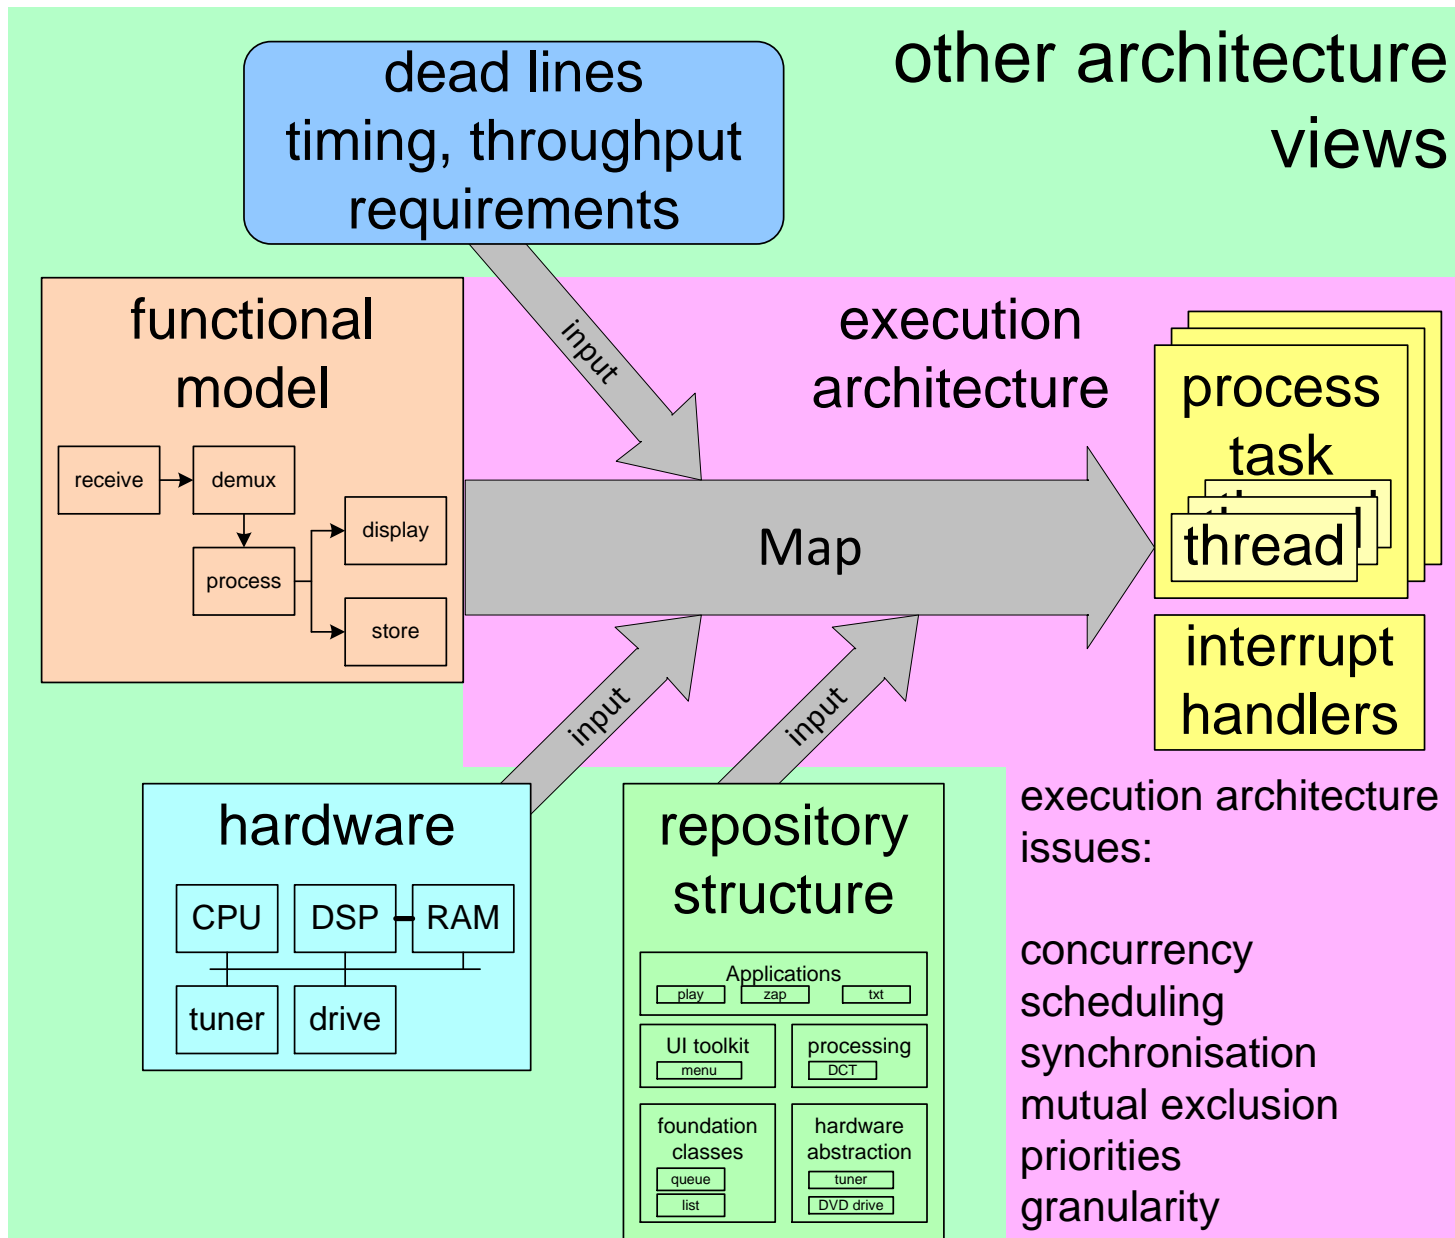 other architecture
views
dead lines
timing, throughput
requirements
input
functional
model
receive
demux
process
display
store
execution
architecture
Map
process
task
thread
interrupt
handlers
input
input
hardware
CPU
DSP
RAM
tuner
drive
repository
structure
Applications
play
zap
txt
UI toolkit
menu
processing
DCT
foundation
classes
queue
list
hardware
abstraction
tuner
DVD drive
execution architecture
issues:
concurrency
scheduling
synchronisation
mutual exclusion
priorities
granularity